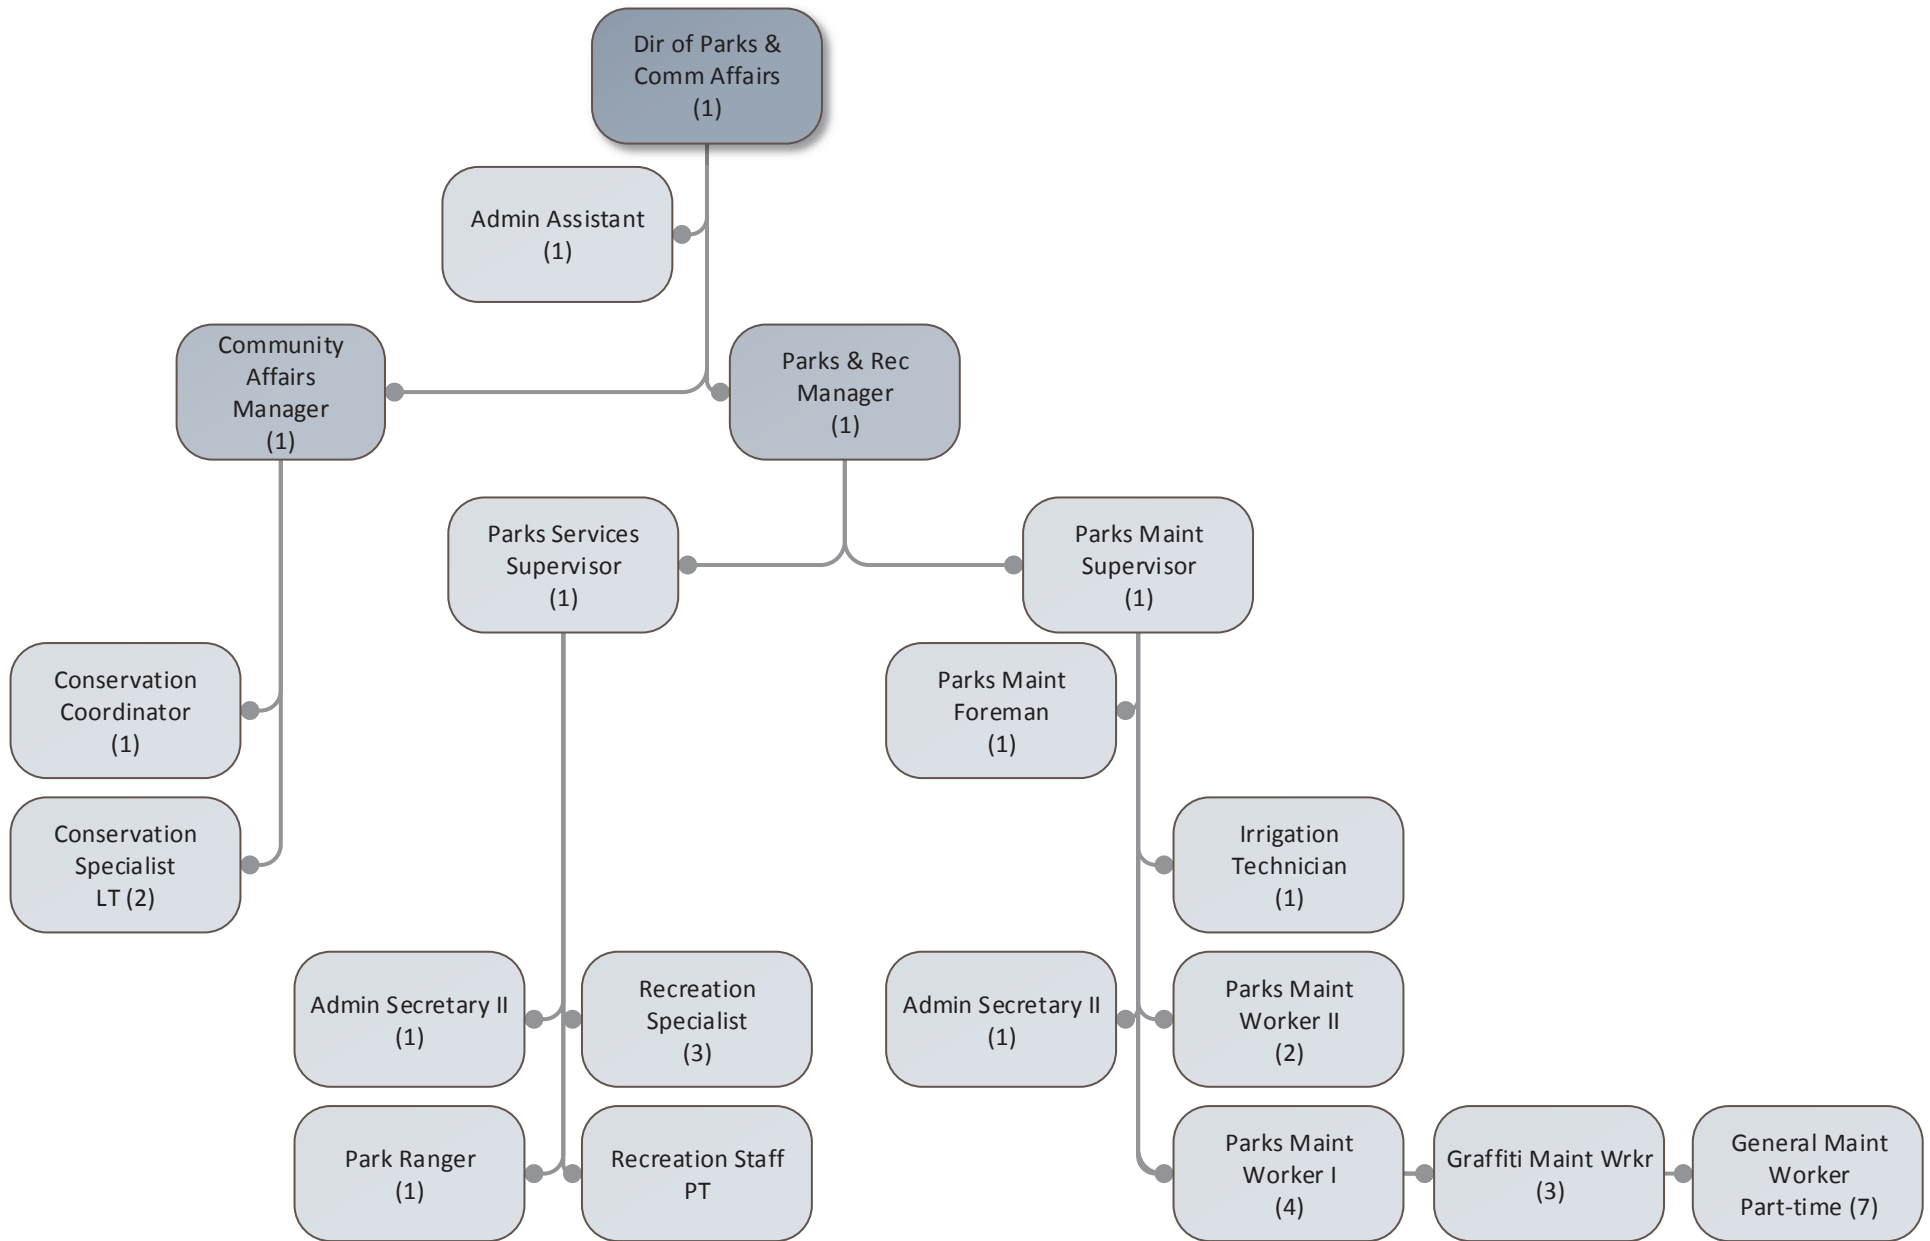 Dir of Parks &
Comm Affairs
(1)
Admin Assistant
(1)
Community
Affairs
Manager
(1)
Parks & Rec
Manager
(1)
Parks Services
Supervisor
(1)
Parks Maint
Supervisor
(1)
Conservation
Coordinator
(1)
Parks Maint
Foreman
(1)
Conservation
Specialist
LT (2)
Irrigation
Technician
(1)
Admin Secretary II
(1)
Recreation
Specialist
(3)
Admin Secretary II
(1)
Parks Maint
Worker II
(2)
Park Ranger
(1)
Recreation Staff
PT
Parks Maint
Worker I
(4)
Graffiti Maint Wrkr
(3)
General Maint
Worker
Part-time (7)